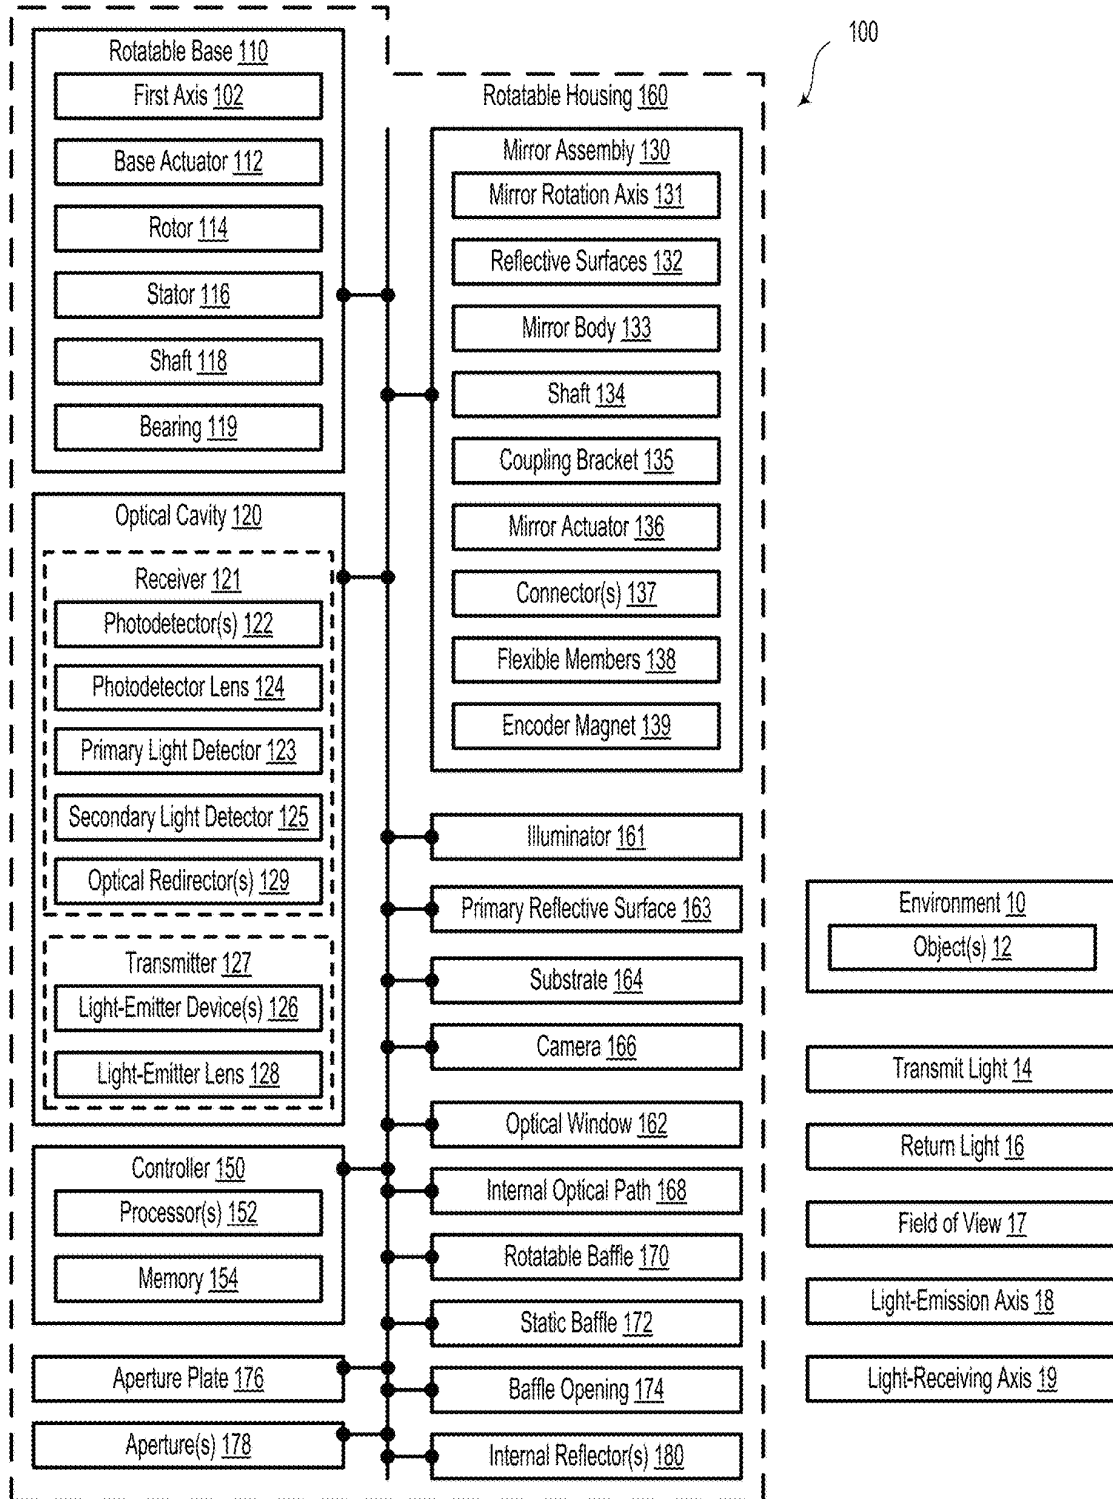 100
Rotatable Base 110
First Axis 102
Base Actuator 112
Rotor 114
Stator 116
Shaft 118
Bearing 119
Optical Cavity 120
Receiver 121
Photodetector(s) 122
Photodetector Lens 124
Primary Light Detector 123
Secondary Light Detector 125
Optical Redirector(s) 129
Transmitter 127
Light-Emitter Device(s) 126
Light-Emitter Lens 128
Controller 150
Processor(s) 152
Memory 154
Aperture Plate 176
Aperture(s) 178
Rotatable Housing 160
Mirror Assembly 130
Mirror Rotation Axis 131
Reflective Surfaces 132
Mirror Body 133
Shaft 134
Coupling Bracket 135
Mirror Actuator 136
Connector(s) 137
Flexible Members 138
Encoder Magnet 139
Illuminator 161
Primary Reflective Surface 163
Substrate 164
Camera 166
Optical Window 162
Internal Optical Path 168
Rotatable Baffle 170
Static Baffle 172
Baffle Opening 174
Internal Reflector(s) 180
Environment 10
Object(s) 12
Transmit Light 14
Return Light 16
Field of View 17
Light-Emission Axis 18
Light-Receiving Axis 19